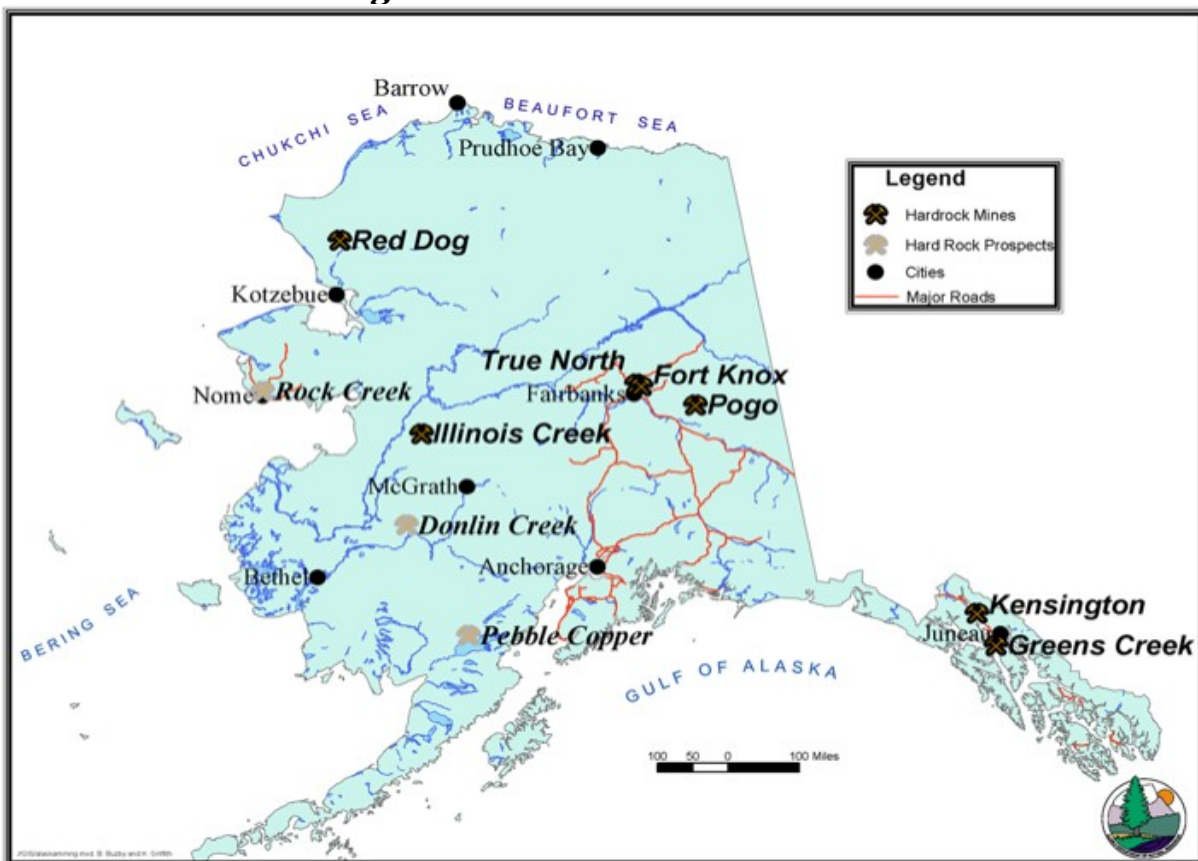 Barrow
BEAUFORT SEA
CHUKCHI SEA
Prudhoe Bay
Legend
Hardrock Mines
Hard Rock Prospects
Cities
Major Roads
Red Dog
Kotzebue
True North
Fort Knox
Nome
Rock Creek
Fairbanks
Pogo
Illinois Creek
McGrath
Donlin Creek
Anchorage
Bethel
Kensington
Juneau
Greens Creek
Pebble Copper
BERING SEA
GULF OF ALASKA
100 50 0 100 Miles